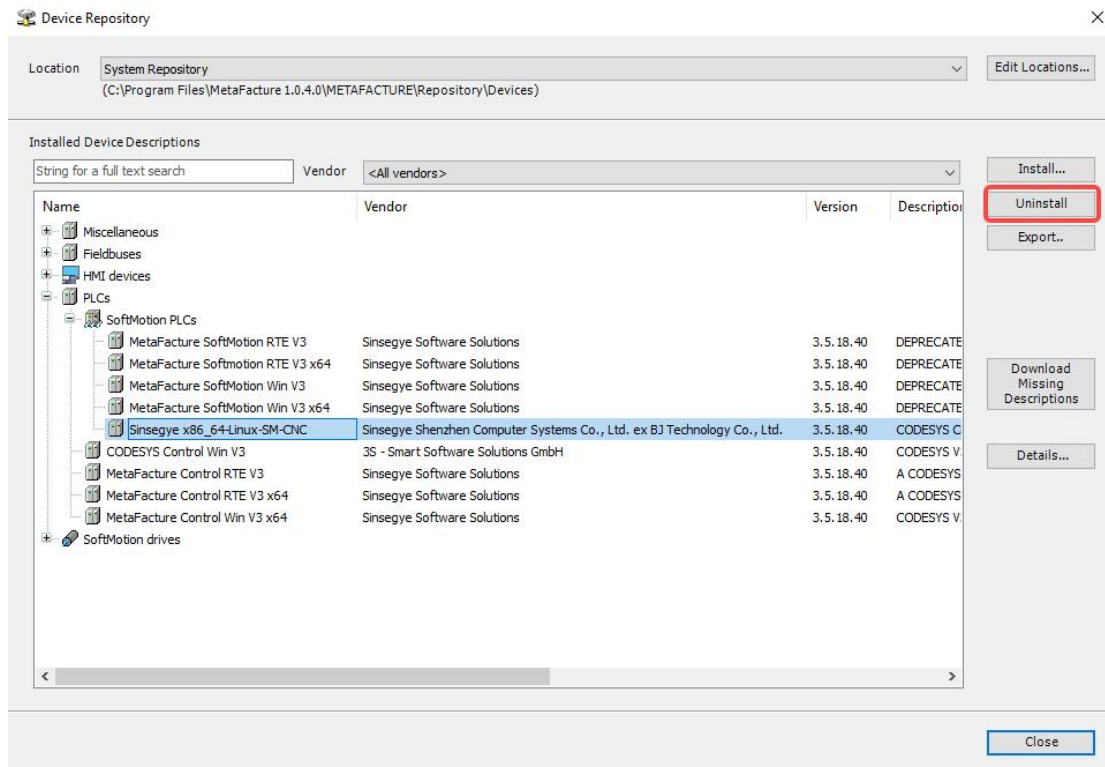 Device Repository
Location System Repository Edit Locations...
(C:\Program Files\MetaFacture 1.0.4.0\METAFACTURE\Repository\Devices)
Installed Device Descriptions
String for a full text search Vendor <All vendors> Install...
Name Vendor Version Description Uninstall
Miscellaneous
Export..
Fieldbuses
HMI devices
PLCs
SoftMotion PLCs
MetaFacture SoftMotion RTE V3 Sinsegye Software Solutions 3.5.18.40 DEPRECATE
MetaFacture Softmotion RTE V3 x64 Sinsegye Software Solutions 3.5.18.40 DEPRECATE
MetaFacture SoftMotion Win V3 Sinsegye Software Solutions 3.5.18.40 DEPRECATE
MetaFacture SoftMotion Win V3 x64 Sinsegye Software Solutions 3.5.18.40 DEPRECATE
Sinsegye x86_64-Linux-SM-CNC Sinsegye Shenzhen Computer Systems Co., Ltd. ex BJ Technology Co., Ltd. 3.5.18.40 CODESYS C
CODESYS Control Win V3 3S - Smart Software Solutions GmbH 3.5.18.40 CODESYS V
MetaFacture Control RTE V3 Sinsegye Software Solutions 3.5.18.40 A CODESYS
MetaFacture Control RTE V3 x64 Sinsegye Software Solutions 3.5.18.40 A CODESYS
MetaFacture Control Win V3 x64 Sinsegye Software Solutions 3.5.18.40 CODESYS V
SoftMotion drives
Download
Missing
Descriptions
Details...
Close